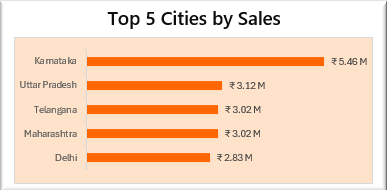 Top 5 Cities by Sales
Karnataka ₹ 5.46 M
Uttar Pradesh ₹ 3.12 M
Telangana ₹ 3.02 M
Maharashtra ₹ 3.02 M
Delhi ₹ 2.83 M